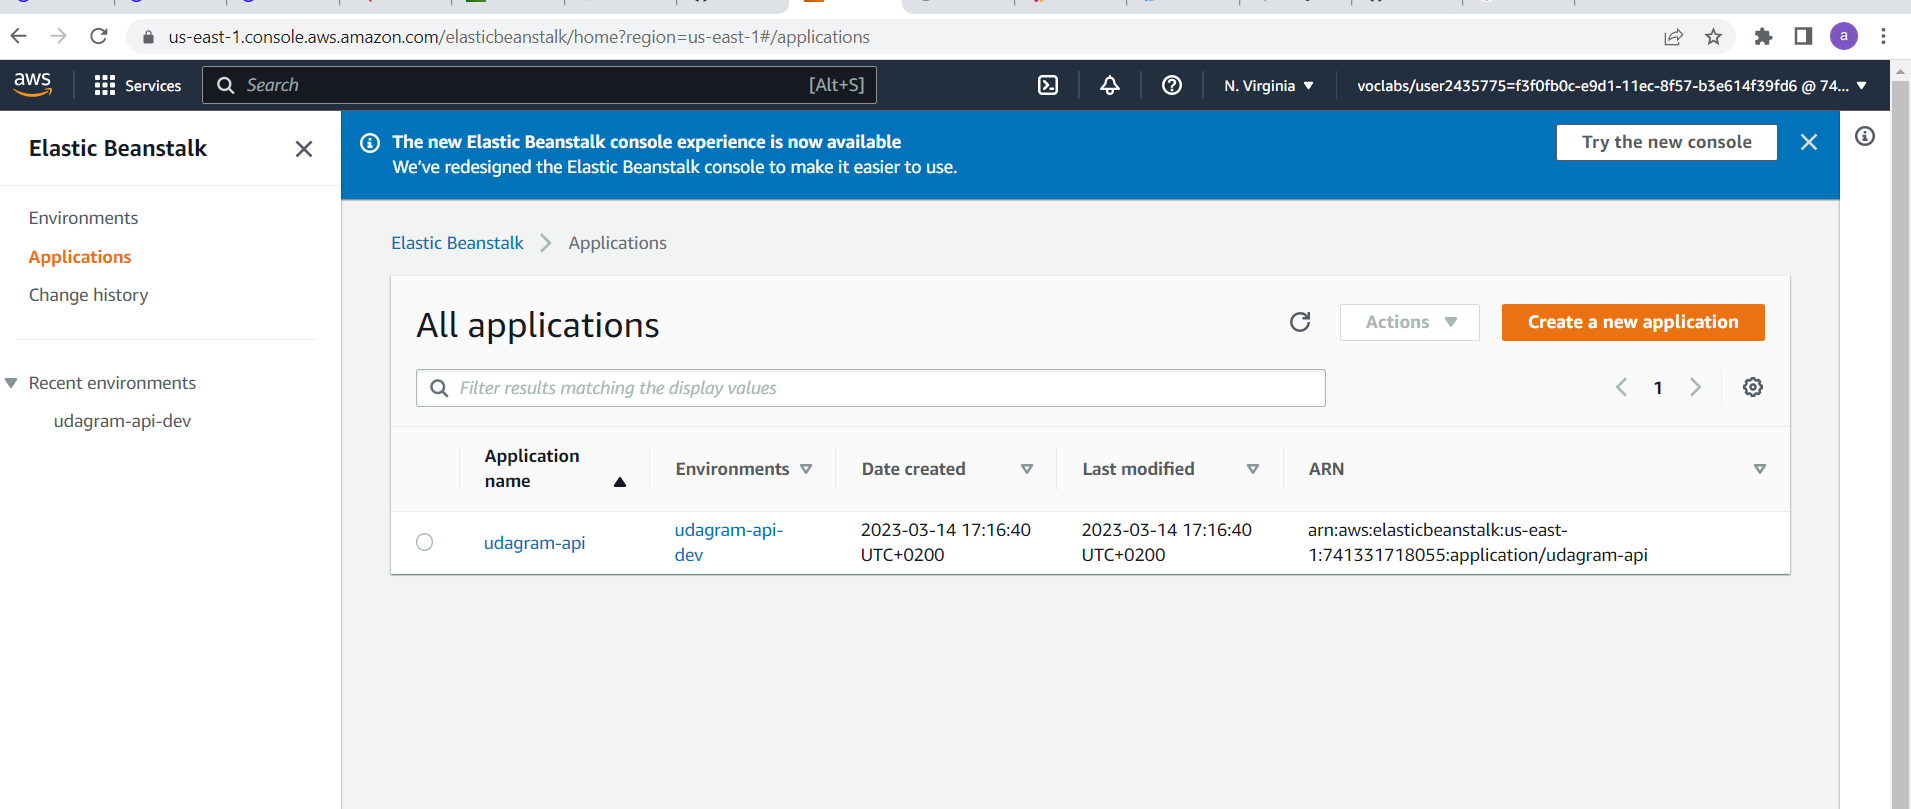 us-east-1.console.aws.amazon.com/elasticbeanstalk/home?region=us-east-1#/applications
a
aws
Services
Search
[Alt+S]
N. Virginia
voclabs/user2435775=f3f0fb0c-e9d1-11ec-8f57-b3e614f39fd6 @ 74...
Elastic Beanstalk
Environments
Applications
Change history
Recent environments
udagram-api-dev
The new Elastic Beanstalk console experience is now available
We've redesigned the Elastic Beanstalk console to make it easier to use.
Try the new console
Elastic Beanstalk
Applications
All applications
Actions
Create a new application
Filter results matching the display values
1
Application
name
Environments
Date created
Last modified
ARN
udagram-api
udagram-api-
dev
2023-03-14 17:16:40
UTC+0200
2023-03-14 17:16:40
UTC+0200
arn:aws:elasticbeanstalk:us-east-
1:741331718055:application/udagram-api